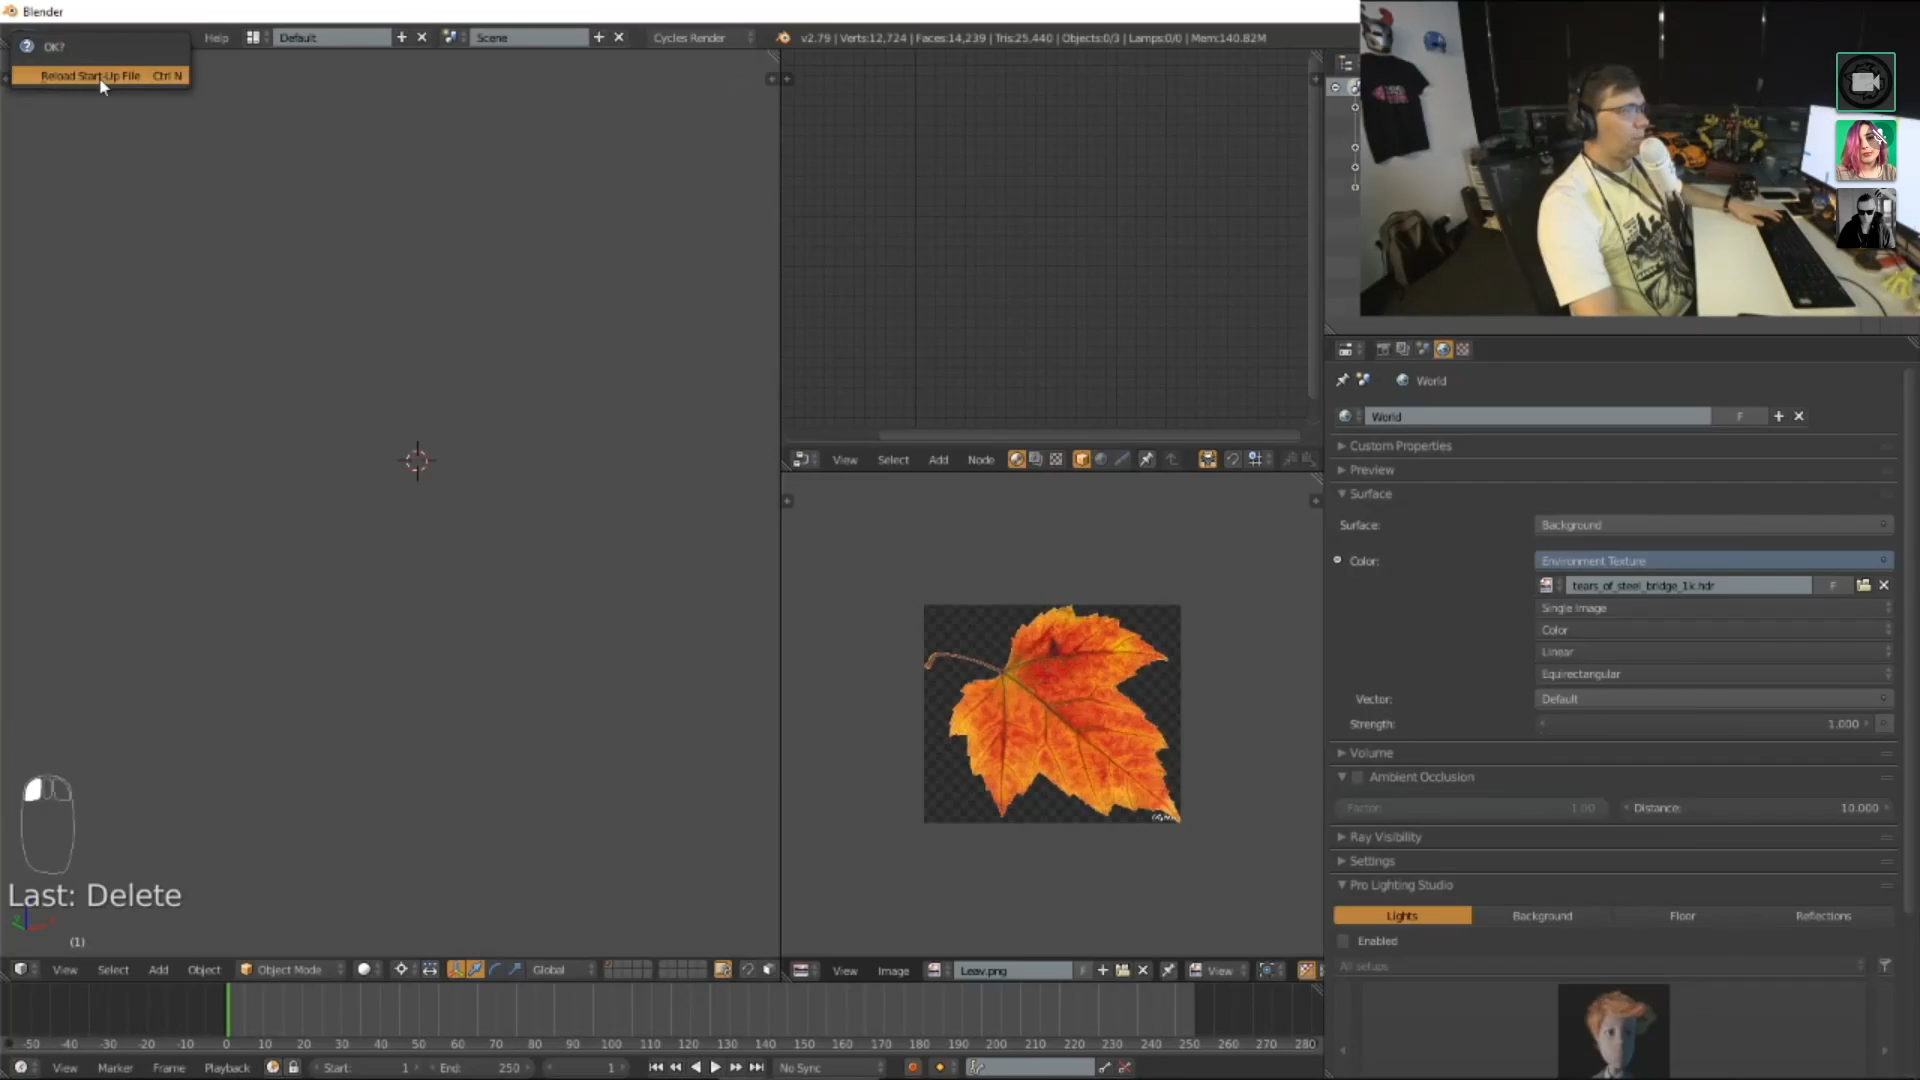 Blender
OK?
Reload Start-Up File Ctrl N
Help
Default
Scene
Cycles Render
v2.79 | Verts:12,724 | Faces:14,239 | Tris:25,440 | Objects:0/3 | Lamps:0/0 | Mem:140.82M
View Select Add Node
World
World
F
Custom Properties
Preview
Surface
Surface: Background
Color: Environment Texture
tears_of_steel_bridge_1k.hdr F
Single Image
Color
Linear
Equirectangular
Vector: Default
Strength: 1.000
Volume
Ambient Occlusion
Factor: 1.00 Distance: 10.000
Ray Visibility
Settings
Pro Lighting Studio
Lights Background Floor Reflections
Enabled
All setups
Last: Delete
(1)
View Select Add Object Object Mode Global
View Image Leav.png F View
-50 -40 -30 -20 -10 0 10 20 30 40 50 60 70 80 90 100 110 120 130 140 150 160 170 180 190 200 210 220 230 240 250 260 270 280
View Marker Frame Playback Start: 1 End: 250 1 No Sync